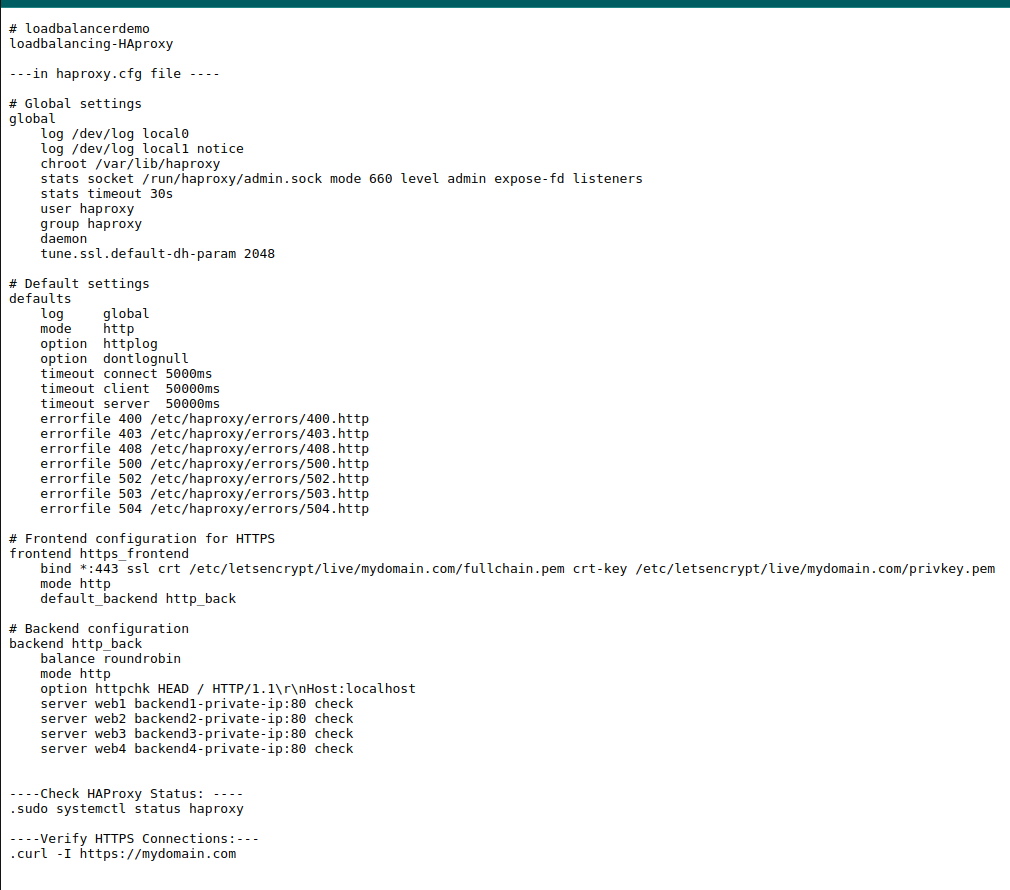 # loadbalancerdemo
loadbalancing-HAproxy

---in haproxy.cfg file ----

# Global settings
global
    log /dev/log local0
    log /dev/log local1 notice
    chroot /var/lib/haproxy
    stats socket /run/haproxy/admin.sock mode 660 level admin expose-fd listeners
    stats timeout 30s
    user haproxy
    group haproxy
    daemon
    tune.ssl.default-dh-param 2048

# Default settings
defaults
    log     global
    mode    http
    option  httplog
    option  dontlognull
    timeout connect 5000ms
    timeout client  50000ms
    timeout server  50000ms
    errorfile 400 /etc/haproxy/errors/400.http
    errorfile 403 /etc/haproxy/errors/403.http
    errorfile 408 /etc/haproxy/errors/408.http
    errorfile 500 /etc/haproxy/errors/500.http
    errorfile 502 /etc/haproxy/errors/502.http
    errorfile 503 /etc/haproxy/errors/503.http
    errorfile 504 /etc/haproxy/errors/504.http

# Frontend configuration for HTTPS
frontend https_frontend
    bind *:443 ssl crt /etc/letsencrypt/live/mydomain.com/fullchain.pem crt-key /etc/letsencrypt/live/mydomain.com/privkey.pem
    mode http
    default_backend http_back

# Backend configuration
backend http_back
    balance roundrobin
    mode http
    option httpchk HEAD / HTTP/1.1\r\nHost:localhost
    server web1 backend1-private-ip:80 check
    server web2 backend2-private-ip:80 check
    server web3 backend3-private-ip:80 check
    server web4 backend4-private-ip:80 check


----Check HAProxy Status: ----
.sudo systemctl status haproxy

----Verify HTTPS Connections:---
.curl -I https://mydomain.com